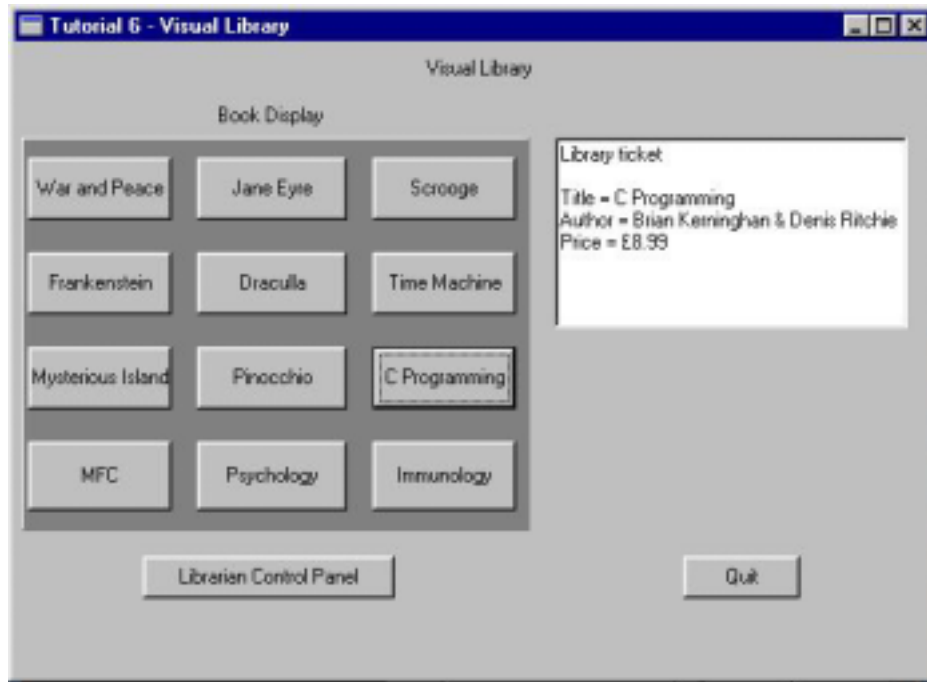 Tutorial 6 - Visual Library
Visual Library
Book Display
War and Peace
Jane Eyre
Scrooge
Frankenstein
Draculla
Time Machine
Mysterious Island
Pinocchio
C Programming
MFC
Psychology
Immunology
Library ticket
Title = C Programming
Author = Brian Kerninghan & Denis Ritchie
Price = £8.99
Librarian Control Panel
Quit